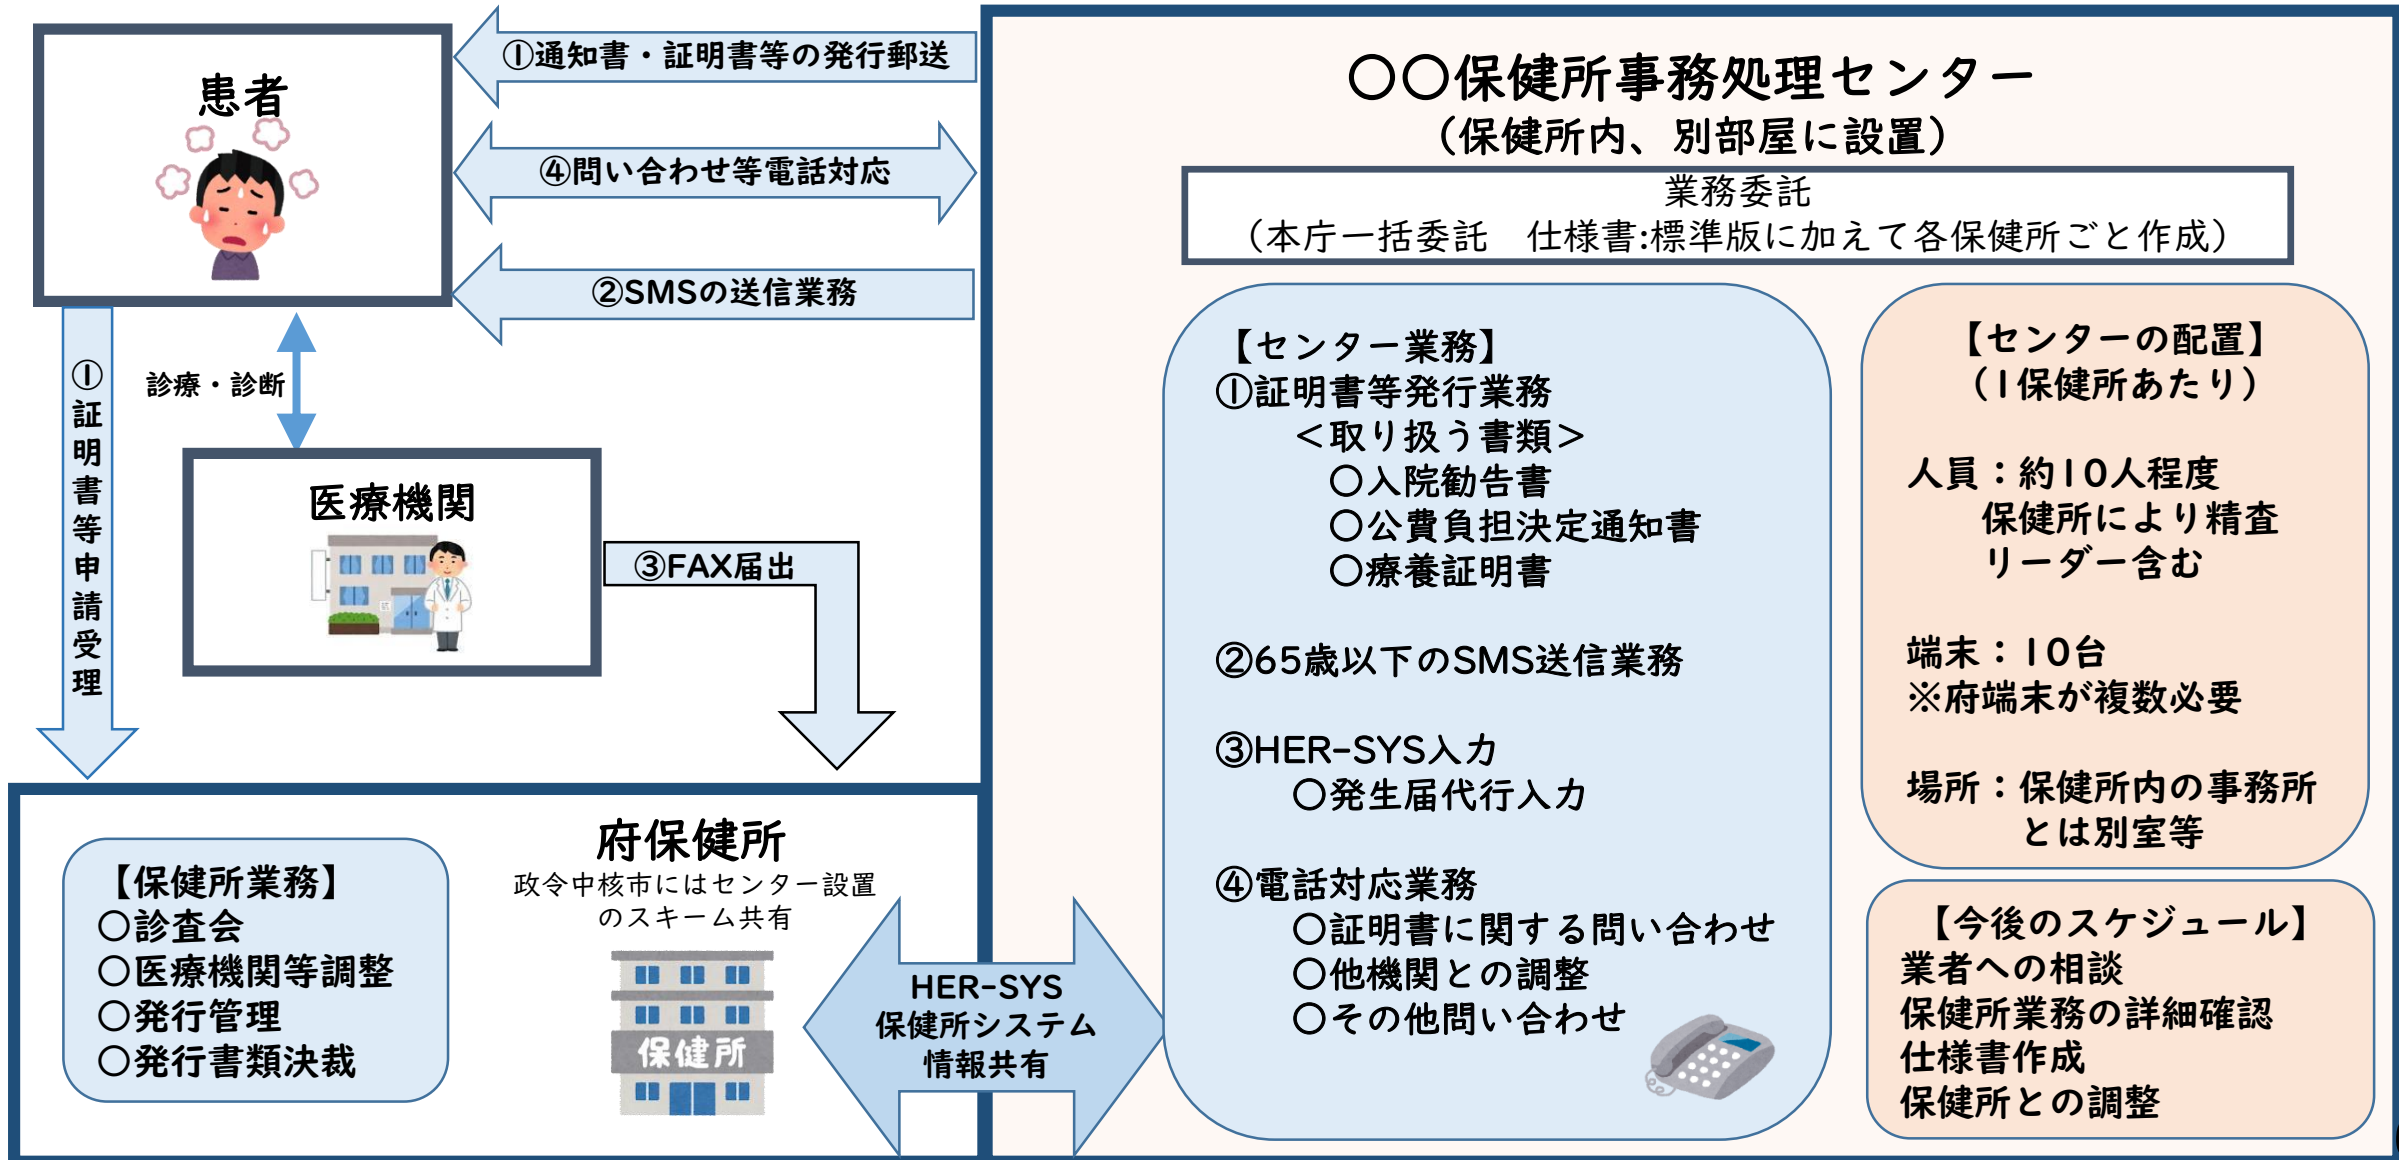 患者
①通知書・証明書等の発行郵送
④問い合わせ等電話対応
②SMSの送信業務
①証明書等申請受理
診療・診断
医療機関
③FAX届出
【保健所業務】
〇診査会
〇医療機関等調整
〇発行管理
〇発行書類決裁
府保健所
政令中核市にはセンター設置
のスキーム共有
保健所
HER-SYS
保健所システム
情報共有
〇〇保健所事務処理センター
（保健所内、別部屋に設置）
業務委託
（本庁一括委託　仕様書:標準版に加えて各保健所ごと作成）
【センター業務】
①証明書等発行業務
＜取り扱う書類＞
〇入院勧告書
〇公費負担決定通知書
〇療養証明書
②65歳以下のSMS送信業務
③HER-SYS入力
〇発生届代行入力
④電話対応業務
〇証明書に関する問い合わせ
〇他機関との調整
〇その他問い合わせ
【センターの配置】
（1保健所あたり）
人員：約10人程度
保健所により精査
リーダー含む
端末：10台
※府端末が複数必要
場所：保健所内の事務所
とは別室等
【今後のスケジュール】
業者への相談
保健所業務の詳細確認
仕様書作成
保健所との調整